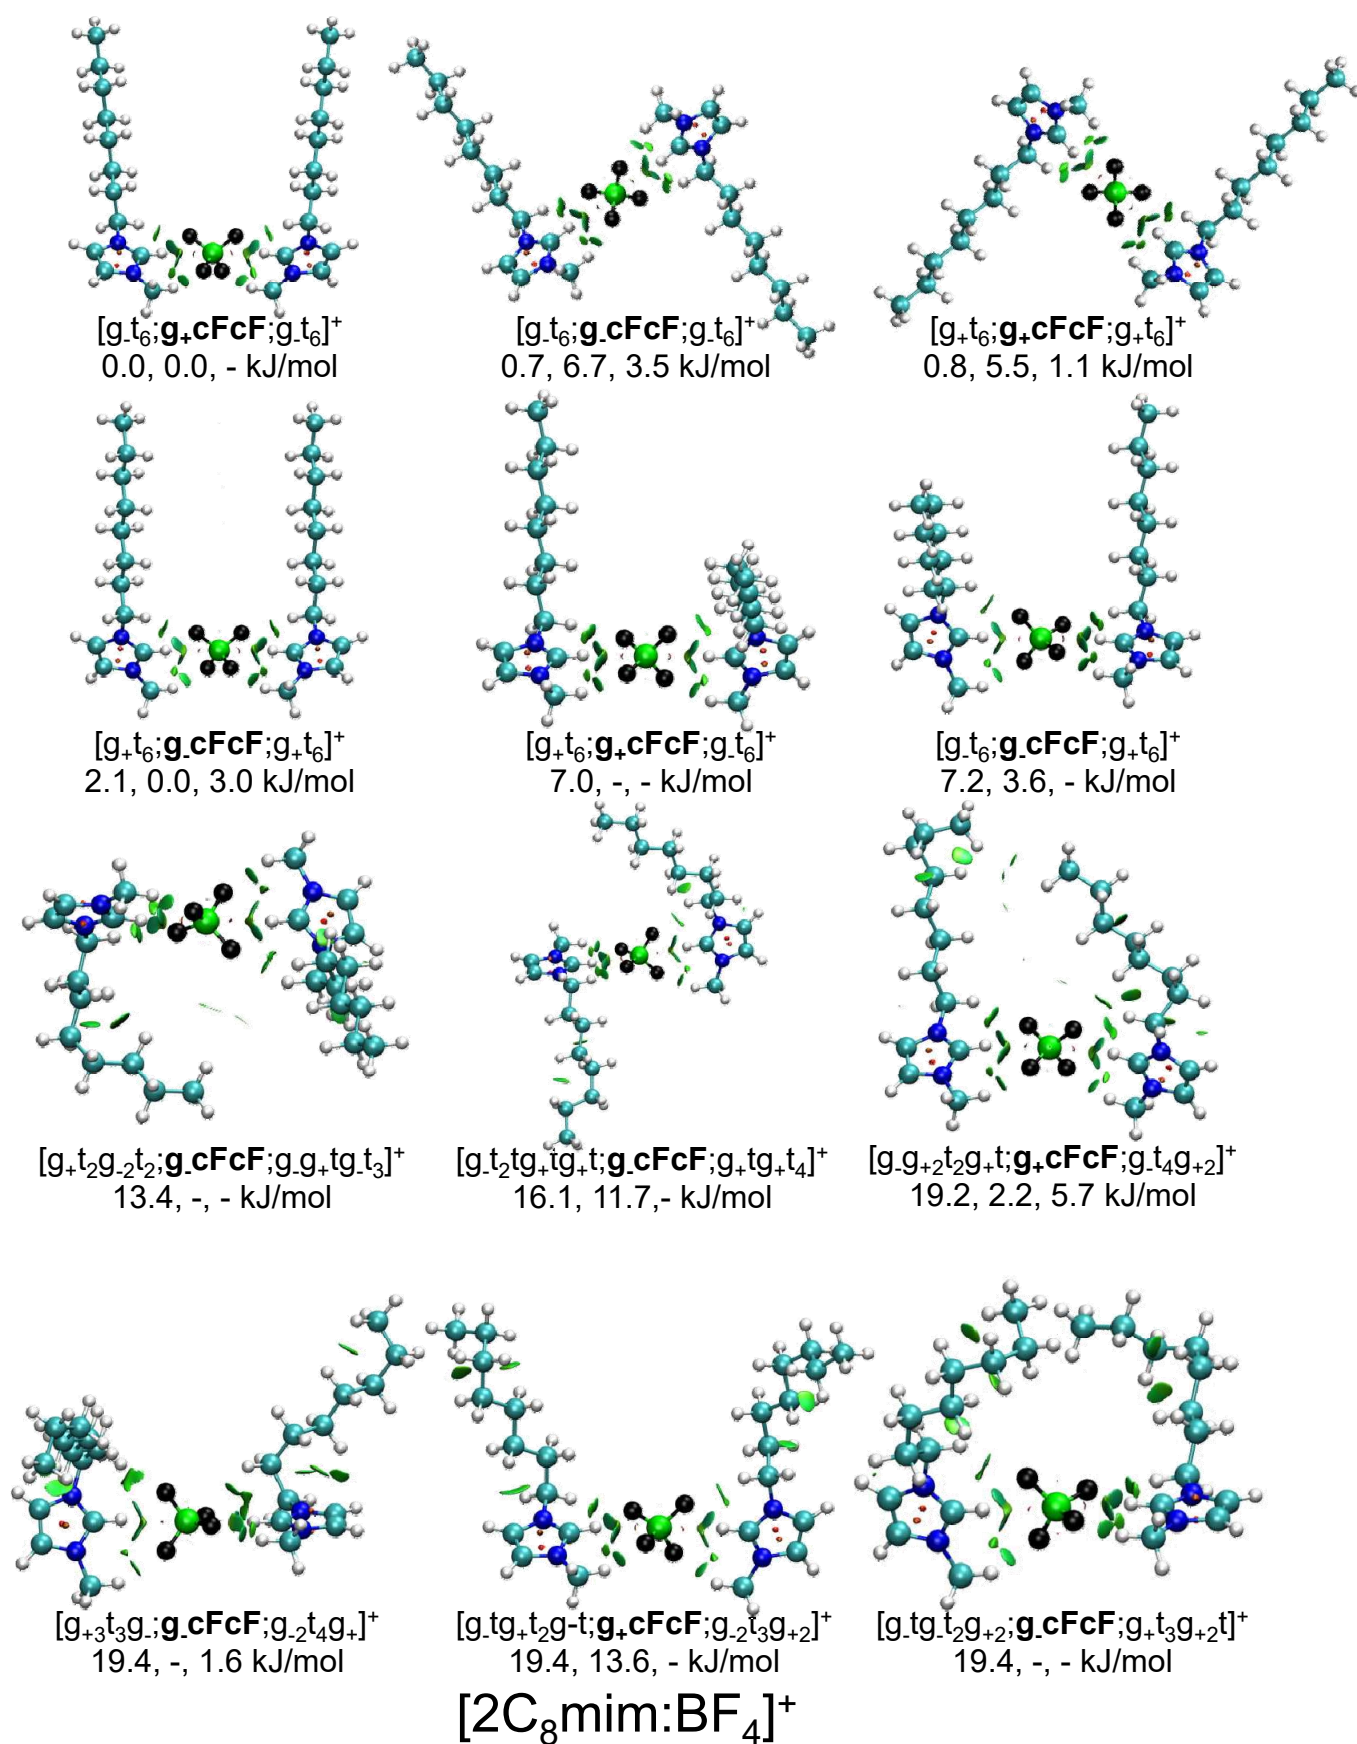 [g₋t₆;g₊cFcF;g₋t₆]⁺
0.0, 0.0, - kJ/mol
[g₋t₆;g₋cFcF;g₋t₆]⁺
0.7, 6.7, 3.5 kJ/mol
[g₊t₆;g₊cFcF;g₊t₆]⁺
0.8, 5.5, 1.1 kJ/mol
[g₊t₆;g₋cFcF;g₊t₆]⁺
2.1, 0.0, 3.0 kJ/mol
[g₊t₆;g₊cFcF;g₋t₆]⁺
7.0, -, - kJ/mol
[g₋t₆;g₋cFcF;g₊t₆]⁺
7.2, 3.6, - kJ/mol
[g₊t₂g₋₂t₂;g₋cFcF;g₋g₊tg₋t₃]⁺
13.4, -, - kJ/mol
[g₋t₂tg₊tg₊t;g₋cFcF;g₊tg₊t₄]⁺
16.1, 11.7,- kJ/mol
[g₋g₊₂t₂g₊t;g₊cFcF;g₋t₄g₊₂]⁺
19.2, 2.2, 5.7 kJ/mol
[g₊₃t₃g₋;g₋cFcF;g₋₂t₄g₊]⁺
19.4, -, 1.6 kJ/mol
[g₋tg₊t₂g-t;g₊cFcF;g₋₂t₃g₊₂]⁺
19.4, 13.6, - kJ/mol
[g₋tg₋t₂g₊₂;g₋cFcF;g₊t₃g₊₂t]⁺
19.4, -, - kJ/mol
[2C₈mim:BF₄]⁺